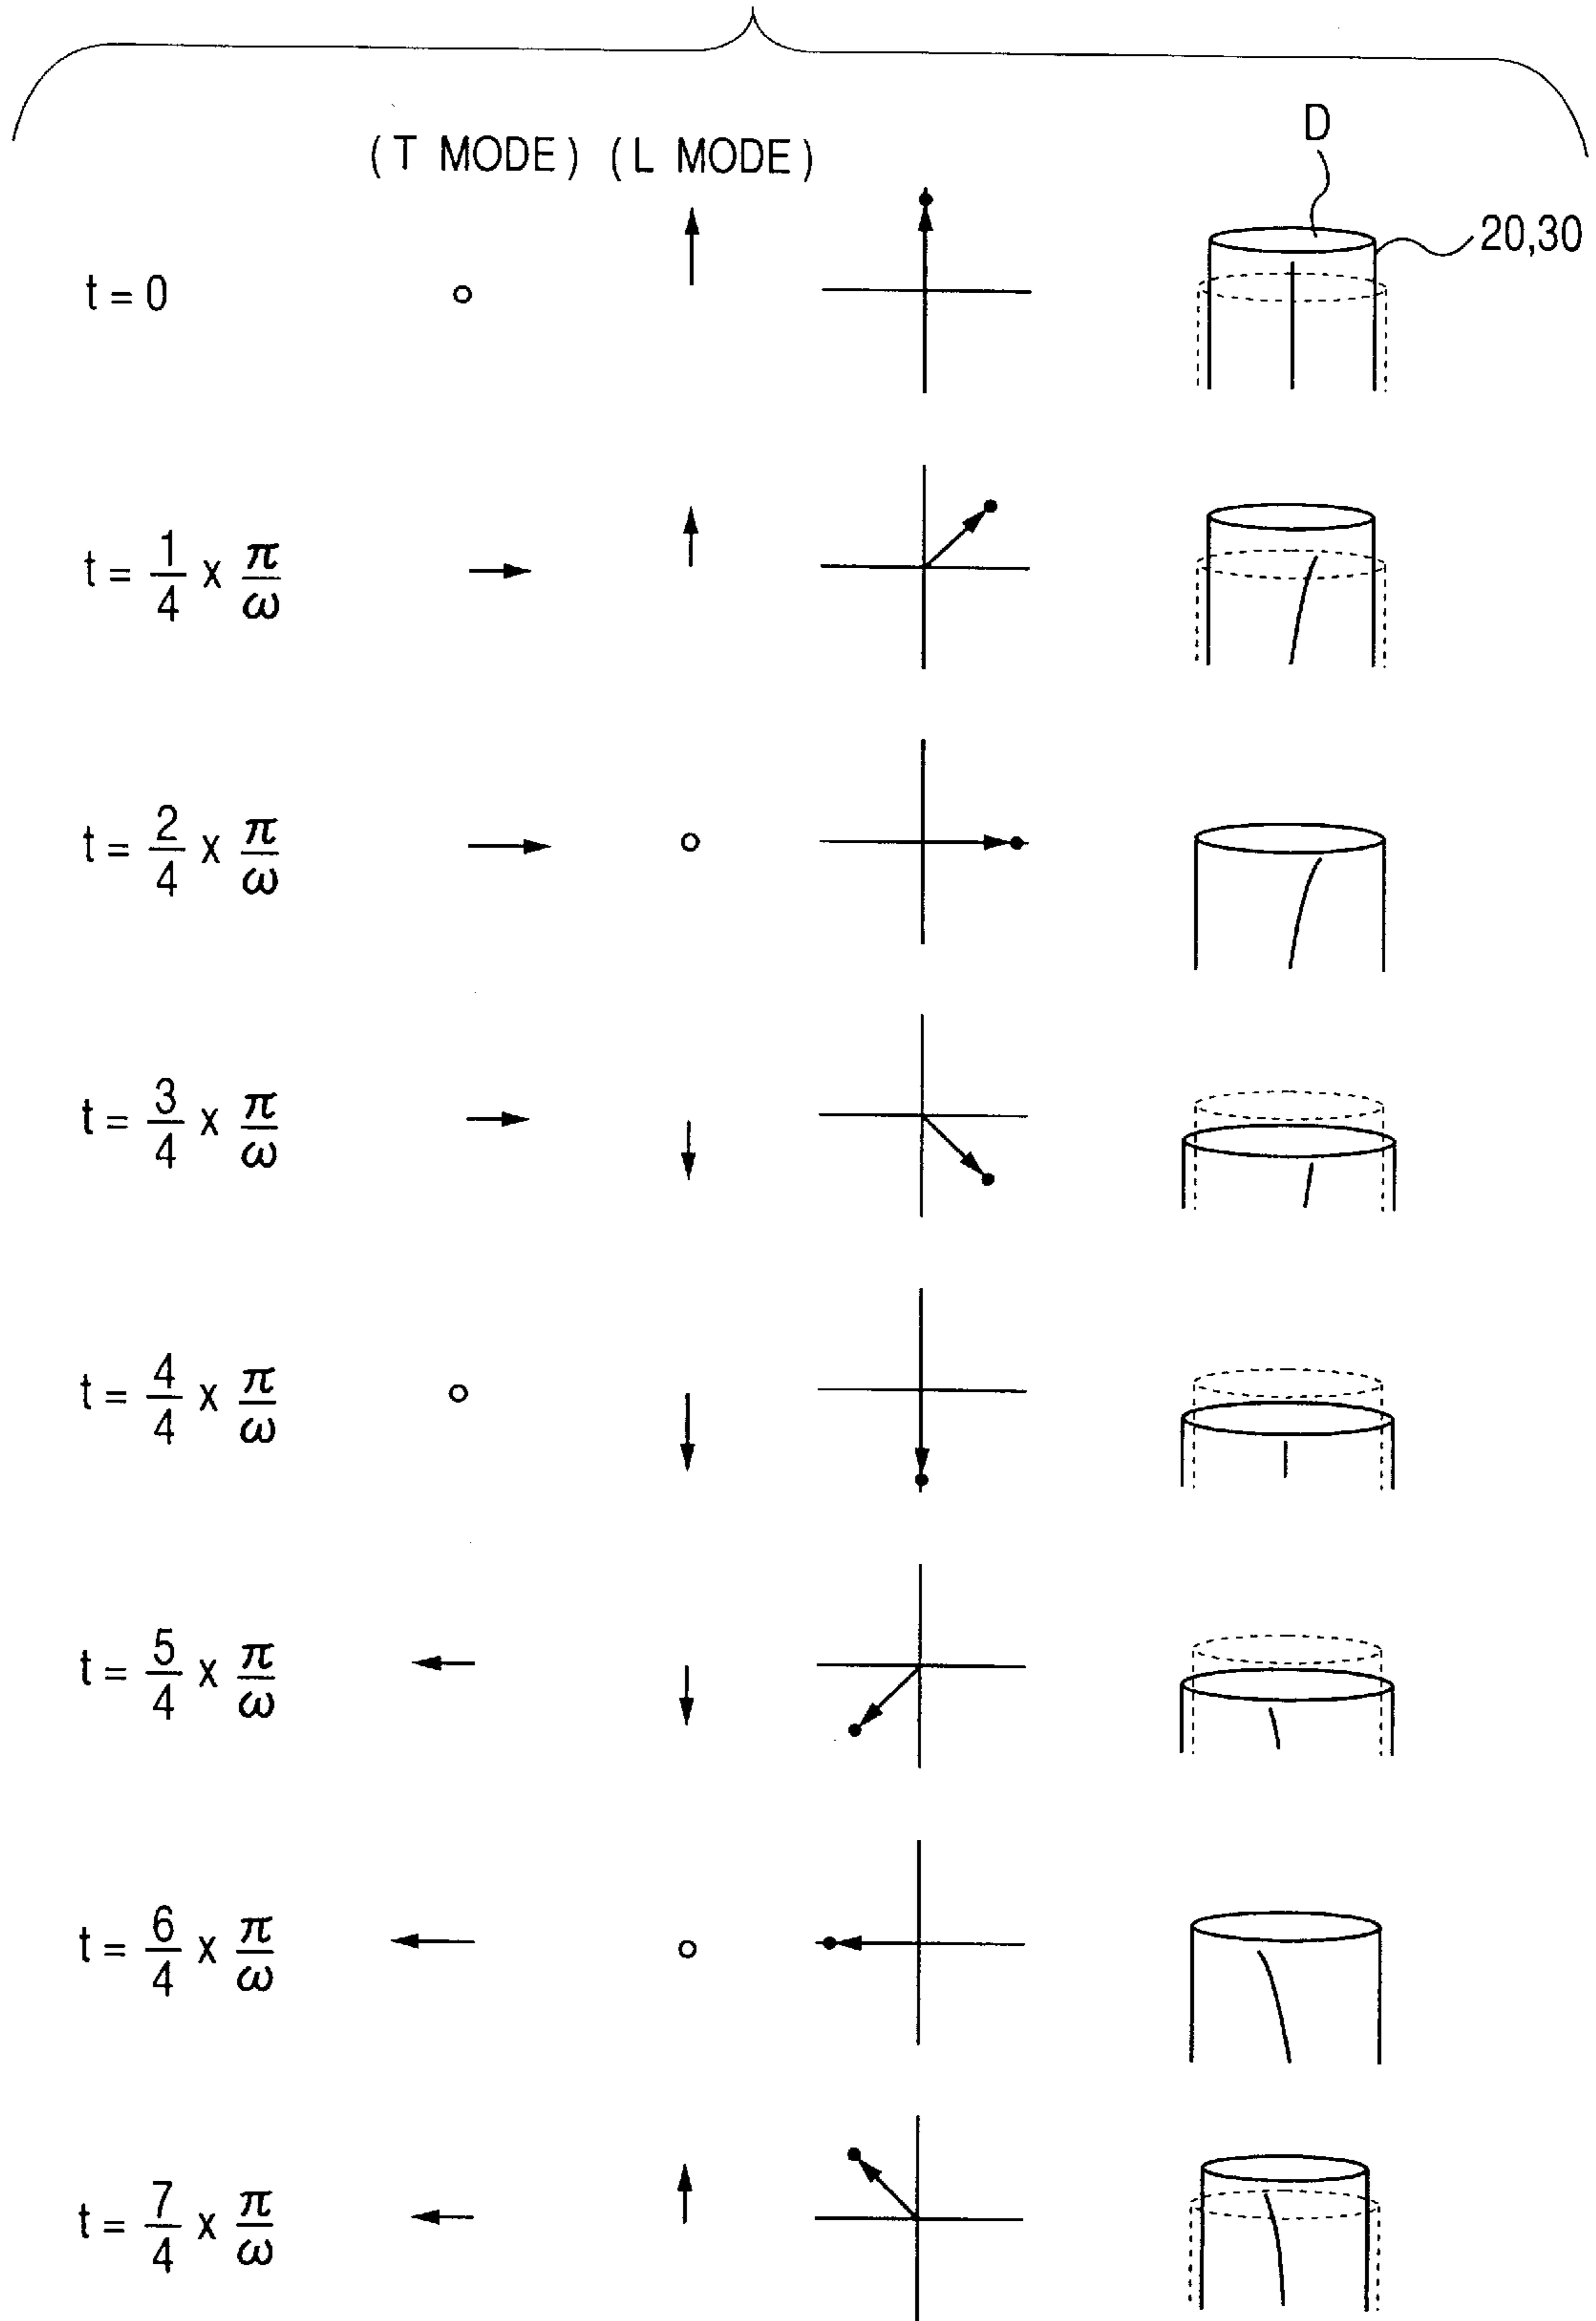 (T MODE) (L MODE)
D
20,30
t = 0
t = 1/4 x π/ω
t = 2/4 x π/ω
t = 3/4 x π/ω
t = 4/4 x π/ω
t = 5/4 x π/ω
t = 6/4 x π/ω
t = 7/4 x π/ω